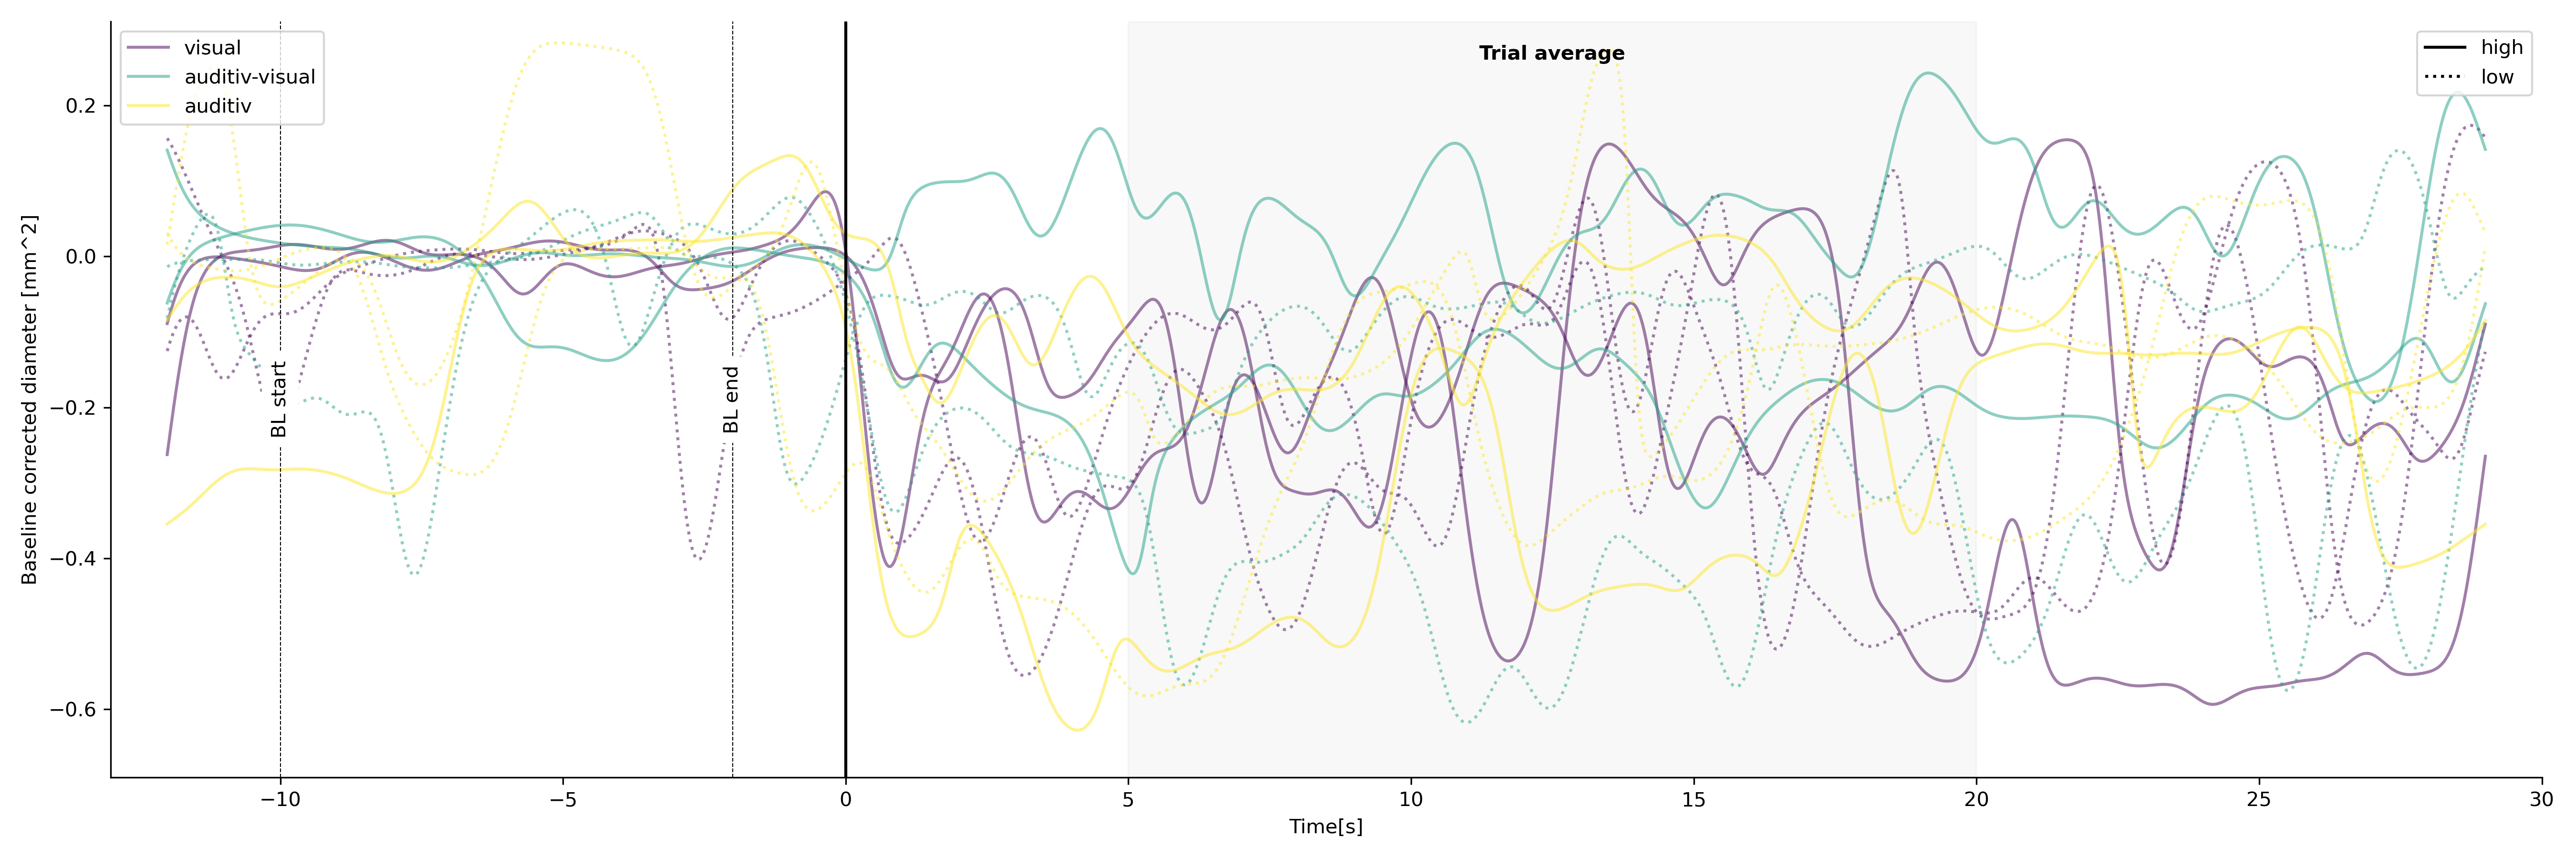 visual
auditiv-visual
auditiv
Trial average
high
low
BL start
BL end
Baseline corrected diameter [mm^2]
0.2
0.0
−0.2
−0.4
−0.6
−10
−5
0
5
10
15
20
25
30
Time[s]